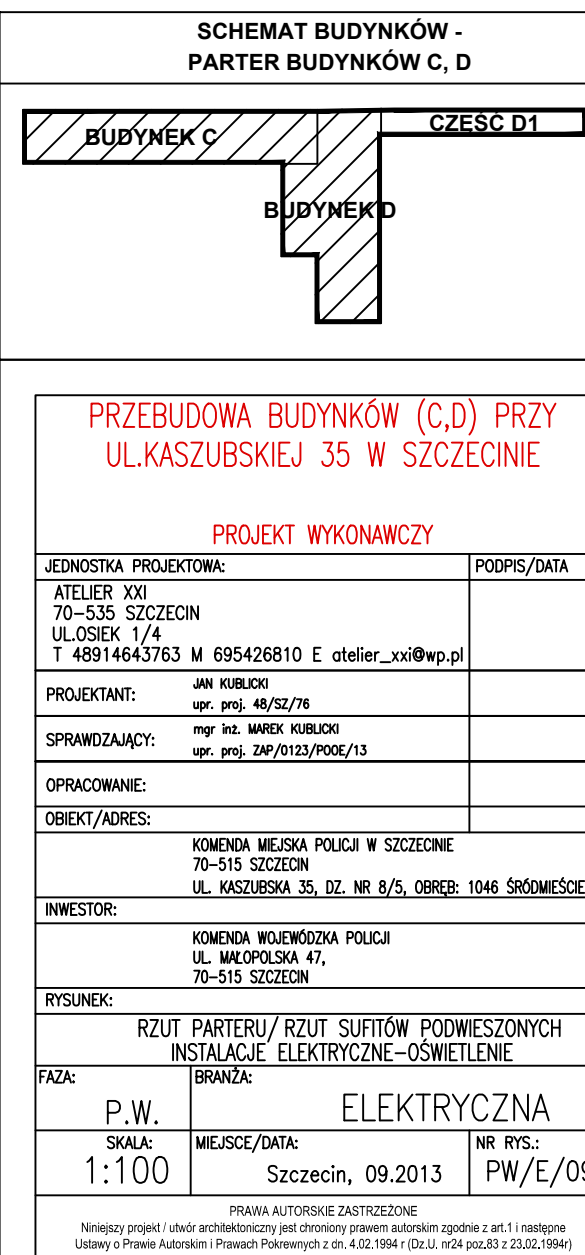 SCHEMAT BUDYNKÓW -
PARTER BUDYNKÓW C, D
BUDYNEK C
CZĘŚĆ D1
BUDYNEK D
PRZEBUDOWA BUDYNKÓW (C,D) PRZY
UL.KASZUBSKIEJ 35 W SZCZECINIE
PROJEKT WYKONAWCZY
JEDNOSTKA PROJEKTOWA:
PODPIS/DATA
ATELIER XXI
70-535 SZCZECIN
UL.OSIEK 1/4
T 48914643763 M 695426810 E atelier_xxi@wp.pl
PROJEKTANT:
JAN KUBLICKI
upr. proj. 48/SZ/76
SPRAWDZAJĄCY:
mgr inż. MAREK KUBLICKI
upr. proj. ZAP/0123/POOE/13
OPRACOWANIE:
OBIEKT/ADRES:
KOMENDA MIEJSKA POLICJI W SZCZECINIE
70-515 SZCZECIN
UL. KASZUBSKA 35, DZ. NR 8/5, OBRĘB: 1046 ŚRÓDMIEŚCIE
INWESTOR:
KOMENDA WOJEWÓDZKA POLICJI
UL. MAŁOPOLSKA 47,
70-515 SZCZECIN
RYSUNEK:
RZUT PARTERU/ RZUT SUFITÓW PODWIESZONYCH
INSTALACJE ELEKTRYCZNE-OŚWIETLENIE
FAZA:
P.W.
BRANŻA:
ELEKTRYCZNA
SKALA:
1:100
MIEJSCE/DATA:
Szczecin, 09.2013
NR RYS.:
PW/E/09
PRAWA AUTORSKIE ZASTRZEŻONE
Niniejszy projekt / utwór architektoniczny jest chroniony prawem autorskim zgodnie z art.1 i następne
Ustawy o Prawie Autorskim i Prawach Pokrewnych z dn. 4.02.1994 r (Dz.U. nr24 poz.83 z 23.02.1994r)